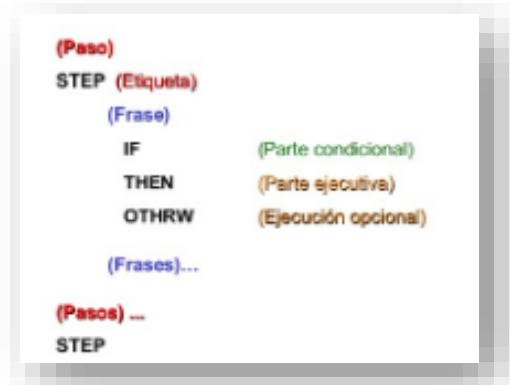 (Paso)
STEP (Etiqueta)
(Frase)
IF (Parte condicional)
THEN (Parte ejecutiva)
OTHRW (Ejecución opcional)
(Frases)...
(Pasos) ...
STEP